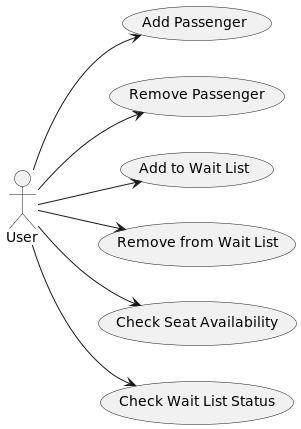 Add Passenger
Remove Passenger
Add to Wait List
User
Remove from Wait List
Check Seat Availability
Check Wait List Status